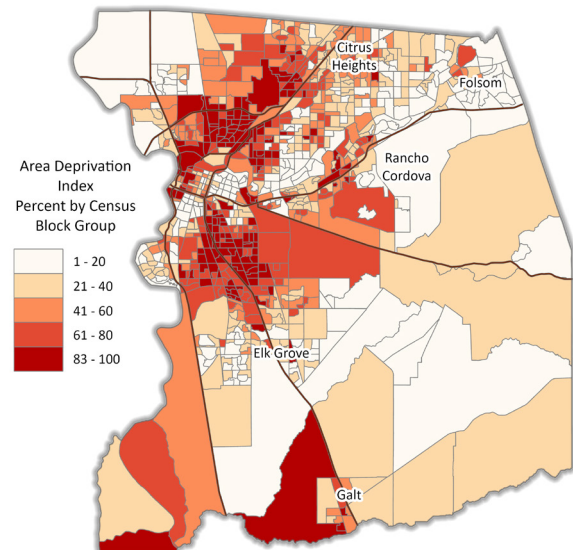 Citrus
Heights
Folsom
Rancho
Cordova
Area Deprivation
Index
Percent by Census
Block Group
1 - 20
21 - 40
41 - 60
61 - 80
83 - 100
Elk Grove
Galt